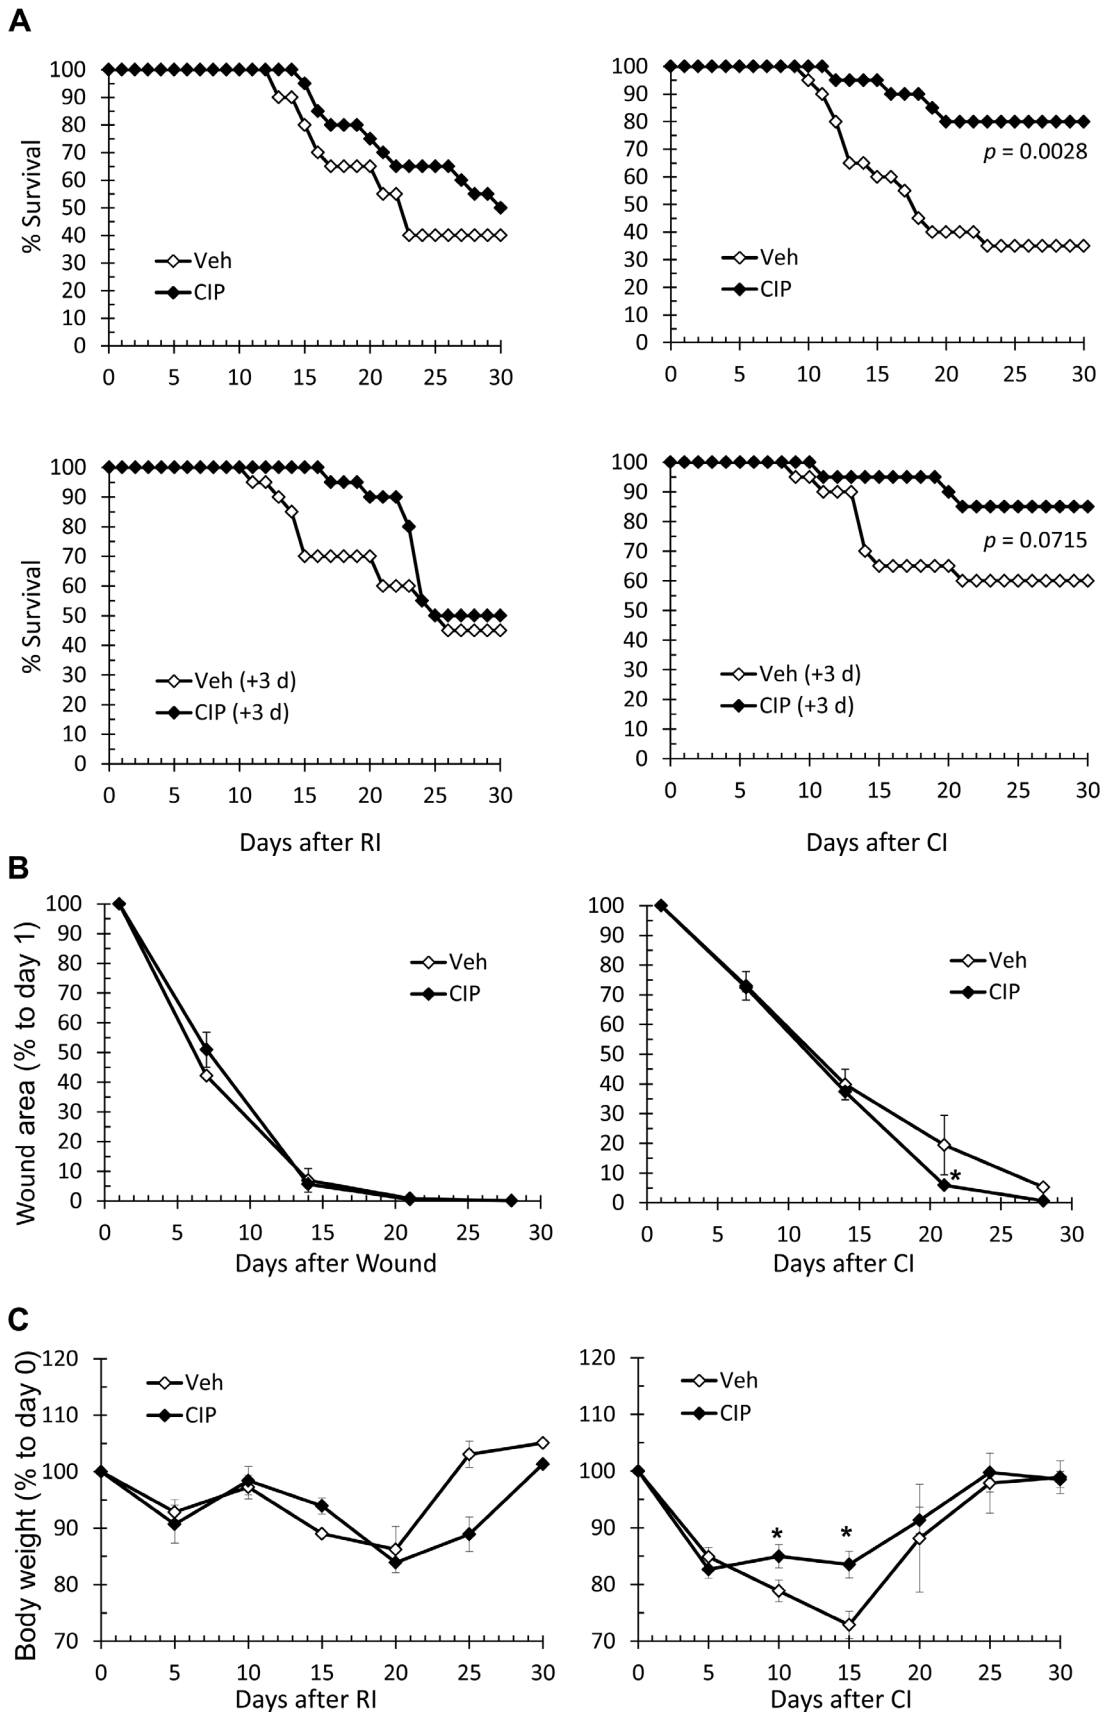 A
100
90
80
70
60
50
40
30
20
10
0
% Survival
Veh
CIP
0 5 10 15 20 25 30
100
90
80
70
60
50
40
30
20
10
0
p = 0.0028
Veh
CIP
0 5 10 15 20 25 30
100
90
80
70
60
50
40
30
20
10
0
% Survival
Veh (+3 d)
CIP (+3 d)
0 5 10 15 20 25 30
Days after RI
100
90
80
70
60
50
40
30
20
10
0
p = 0.0715
Veh (+3 d)
CIP (+3 d)
0 5 10 15 20 25 30
Days after CI
B
100
90
80
70
60
50
40
30
20
10
0
Wound area (% to day 1)
Veh
CIP
0 5 10 15 20 25 30
Days after Wound
100
90
80
70
60
50
40
30
20
10
0
Veh
CIP
*
0 5 10 15 20 25 30
Days after CI
C
120
110
100
90
80
70
Body weight (% to day 0)
Veh
CIP
0 5 10 15 20 25 30
Days after RI
120
110
100
90
80
70
Veh
CIP
* *
0 5 10 15 20 25 30
Days after CI